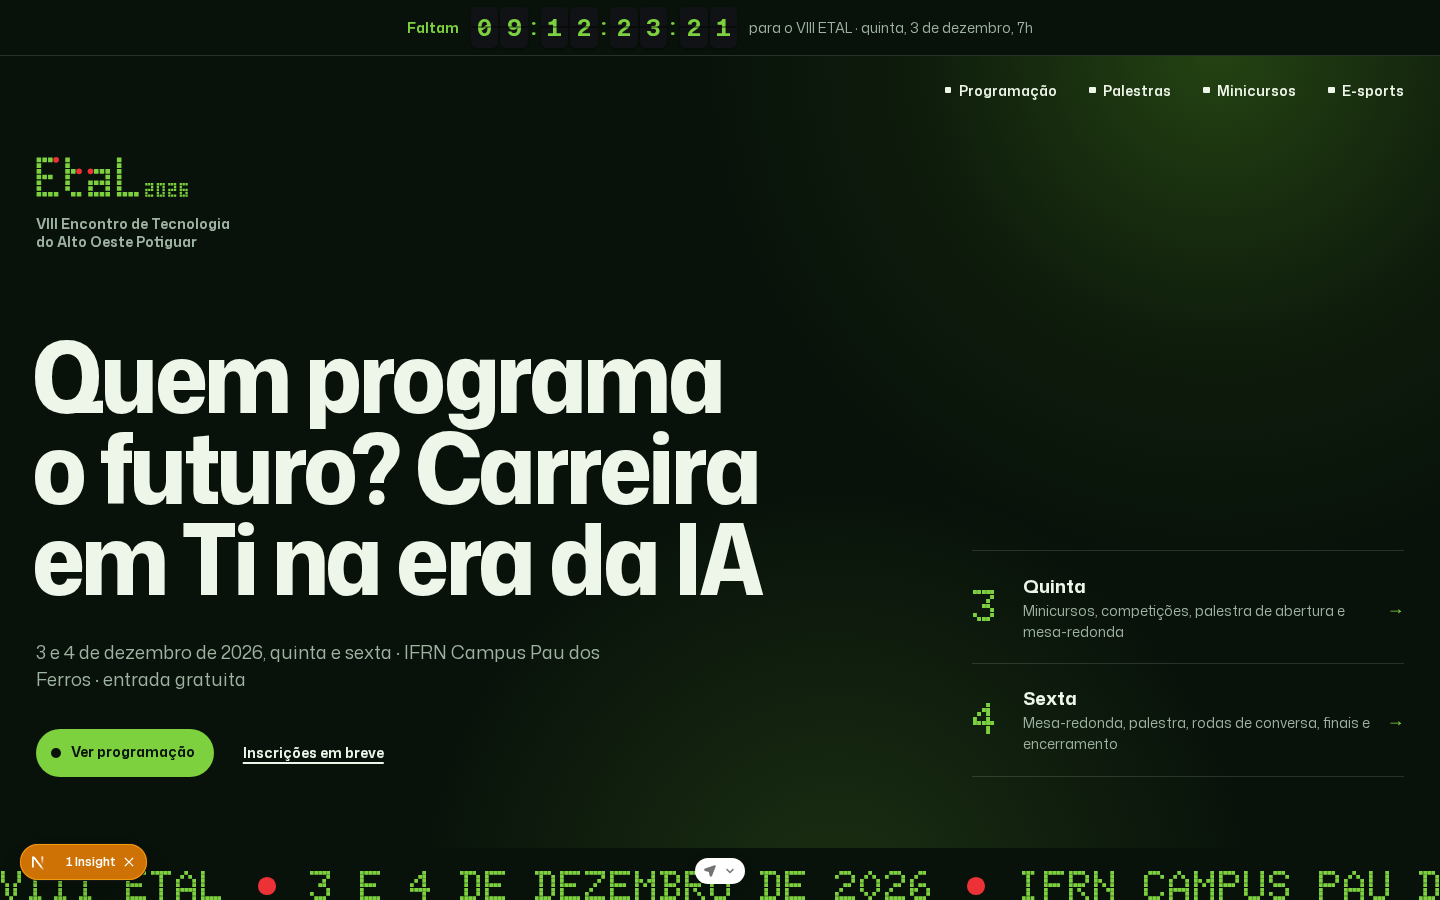 Faltam 09:12:23:21 para o VIII ETAL · quinta, 3 de dezembro, 7h
Programação Palestras Minicursos E-sports
EtaL 2026
VIII Encontro de Tecnologia
do Alto Oeste Potiguar
Quem programa
o futuro? Carreira
em Ti na era da IA
3 e 4 de dezembro de 2026, quinta e sexta · IFRN Campus Pau dos
Ferros · entrada gratuita
Ver programação
Inscrições em breve
3
Quinta
Minicursos, competições, palestra de abertura e →
mesa-redonda
4
Sexta
Mesa-redonda, palestra, rodas de conversa, finais e →
encerramento
N 1 Insight
VIII ETAL ● 3 E 4 DE DEZEMBRO DE 2026 ● IFRN CAMPUS PAU D